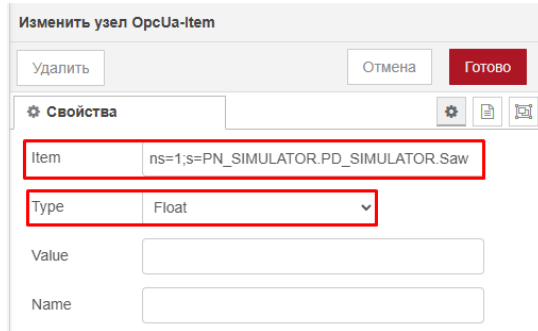 Изменить узел OpcUa-Item
Удалить Отмена Готово
Свойства
Item ns=1;s=PN_SIMULATOR.PD_SIMULATOR.Saw
Type Float
Value
Name